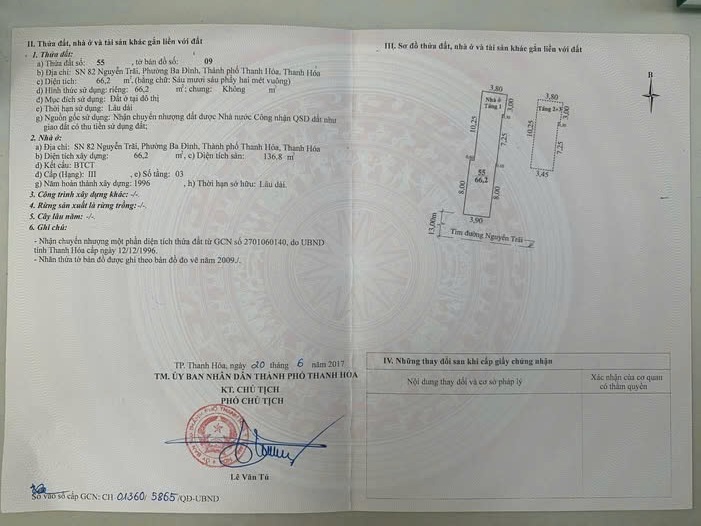 II. Thửa đất, nhà ở và tài sản khác gắn liền với đất
1. Thửa đất:
a) Thửa đất số: 55 , tờ bản đồ số: 09
b) Địa chỉ: SN 82 Nguyễn Trãi, Phường Ba Đình, Thành phố Thanh Hóa, Thanh Hóa
c) Diện tích: 66,2 m², (bằng chữ: Sáu mươi sáu phẩy hai mét vuông)
d) Hình thức sử dụng: riêng: 66,2 m²; chung: Không m²
đ) Mục đích sử dụng: Đất ở tại đô thị
e) Thời hạn sử dụng: Lâu dài
g) Nguồn gốc sử dụng: Nhận chuyển nhượng đất được Nhà nước Công nhận QSD đất như
giao đất có thu tiền sử dụng đất;
2. Nhà ở:
a) Địa chỉ: SN 82 Nguyễn Trãi, Phường Ba Đình, Thành phố Thanh Hóa, Thanh Hóa
b) Diện tích xây dựng: 66,2 m², c) Diện tích sàn: 136,8 m²
d) Kết cấu: BTCT
đ) Cấp (Hạng): III , e) Số tầng: 03
g) Năm hoàn thành xây dựng: 1996 , h) Thời hạn sở hữu: Lâu dài.
3. Công trình xây dựng khác: -/-
4. Rừng sản xuất là rừng trồng:-/-.
5. Cây lâu năm: -/-
6. Ghi chú:
- Nhận chuyển nhượng một phần diện tích thửa đất từ GCN số 2701060140, do UBND
tỉnh Thanh Hóa cấp ngày 12/12/1996.
- Nhân thửa tờ bản đồ được ghi theo bản đồ đo vẽ năm 2009./.
TP. Thanh Hóa, ngày 20 tháng 6 năm 2017
TM. ỦY BAN NHÂN DÂN THÀNH PHỐ THANH HÓA
KT. CHỦ TỊCH
PHÓ CHỦ TỊCH
Lê Văn Tú
Số vào sổ cấp GCN: CH 01360/5865/QĐ-UBND
III. Sơ đồ thửa đất, nhà ở và tài sản khác gắn liền với đất
B
3,80
Nhà ở
Tầng 1
3,00
10,25
7,25
55
66,2
8,00
8,00
3,90
13,00m
Tim đường Nguyễn Trãi
3,80
Tầng 2+3
3,00
10,25
7,25
3,45
IV. Những thay đổi sau khi cấp giấy chứng nhận
Nội dung thay đổi và cơ sở pháp lý
Xác nhận của cơ quan
có thẩm quyền